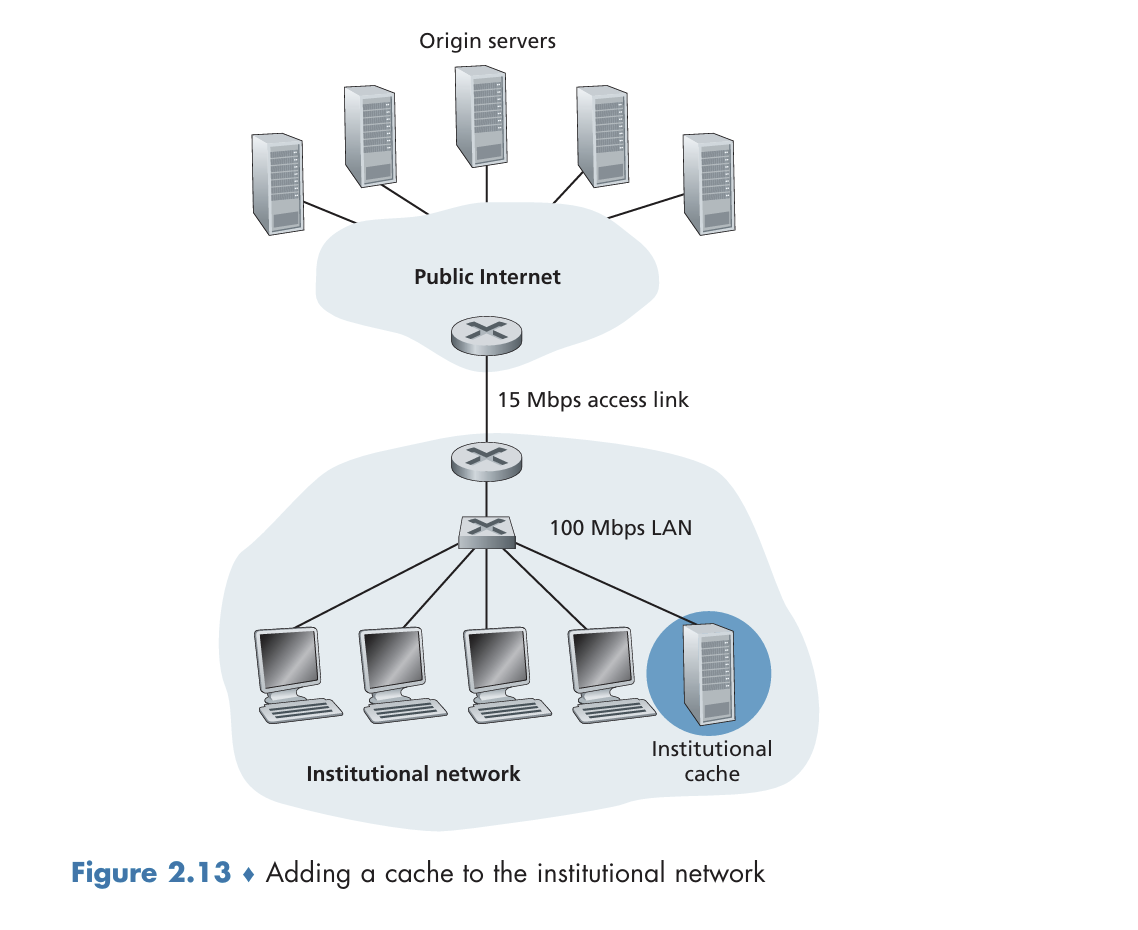 Origin servers
Public Internet
15 Mbps access link
100 Mbps LAN
Institutional
cache
Institutional network
Figure 2.13 ♦ Adding a cache to the institutional network